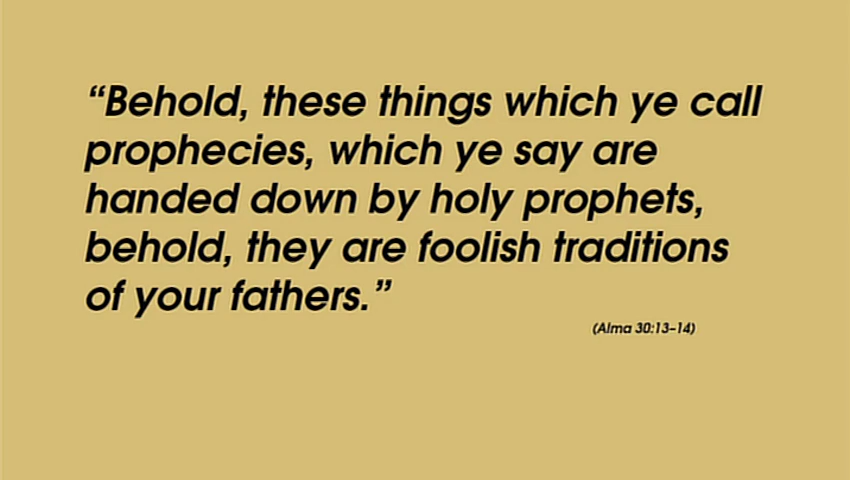 “Behold, these things which ye call
prophecies, which ye say are
handed down by holy prophets,
behold, they are foolish traditions
of your fathers.”
(Alma 30:13–14)